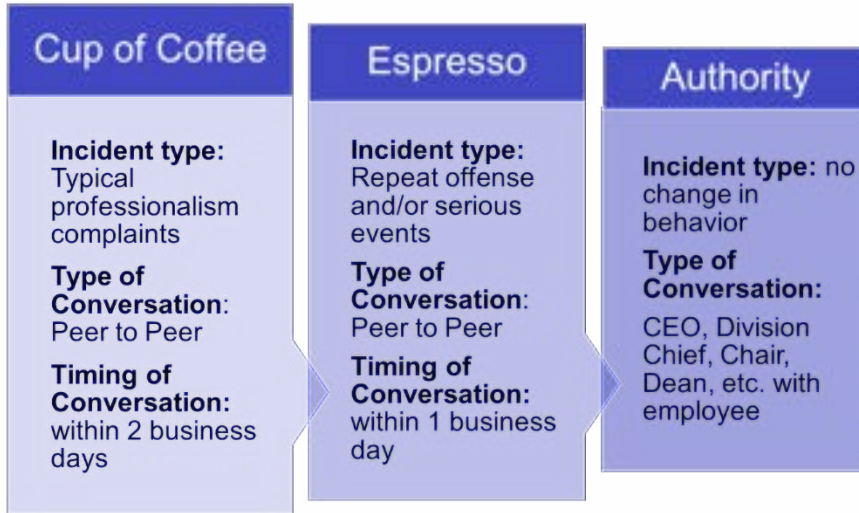 Cup of Coffee
Incident type:
Typical
professionalism
complaints
Type of
Conversation:
Peer to Peer
Timing of
Conversation:
within 2 business
days
Espresso
Incident type:
Repeat offense
and/or serious
events
Type of
Conversation:
Peer to Peer
Timing of
Conversation:
within 1 business
day
Authority
Incident type: no
change in
behavior
Type of
Conversation:
CEO, Division
Chief, Chair,
Dean, etc. with
employee